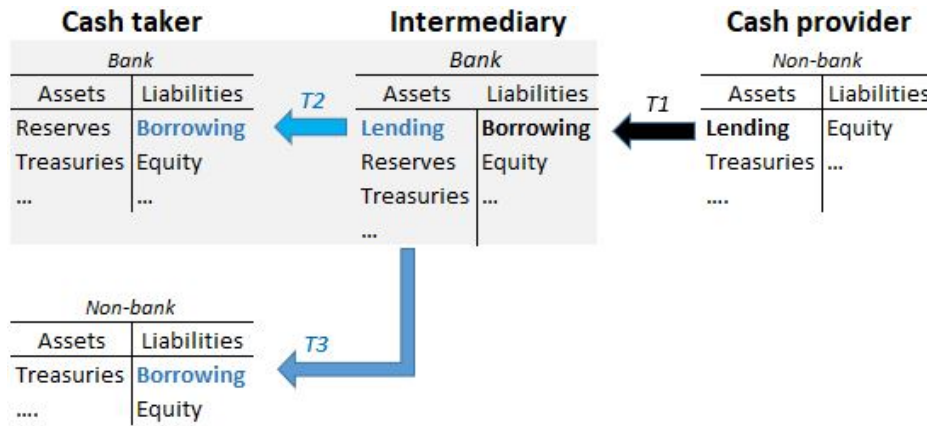 Cash taker Intermediary Cash provider
Bank Bank Non-bank
Assets Liabilities Assets Liabilities Assets Liabilities
T2 T1
Reserves Borrowing Lending Borrowing Lending Equity
Treasuries Equity Reserves Equity Treasuries ...
... ... Treasuries ... ....
...
Non-bank
Assets Liabilities
T3
Treasuries Borrowing
.... Equity